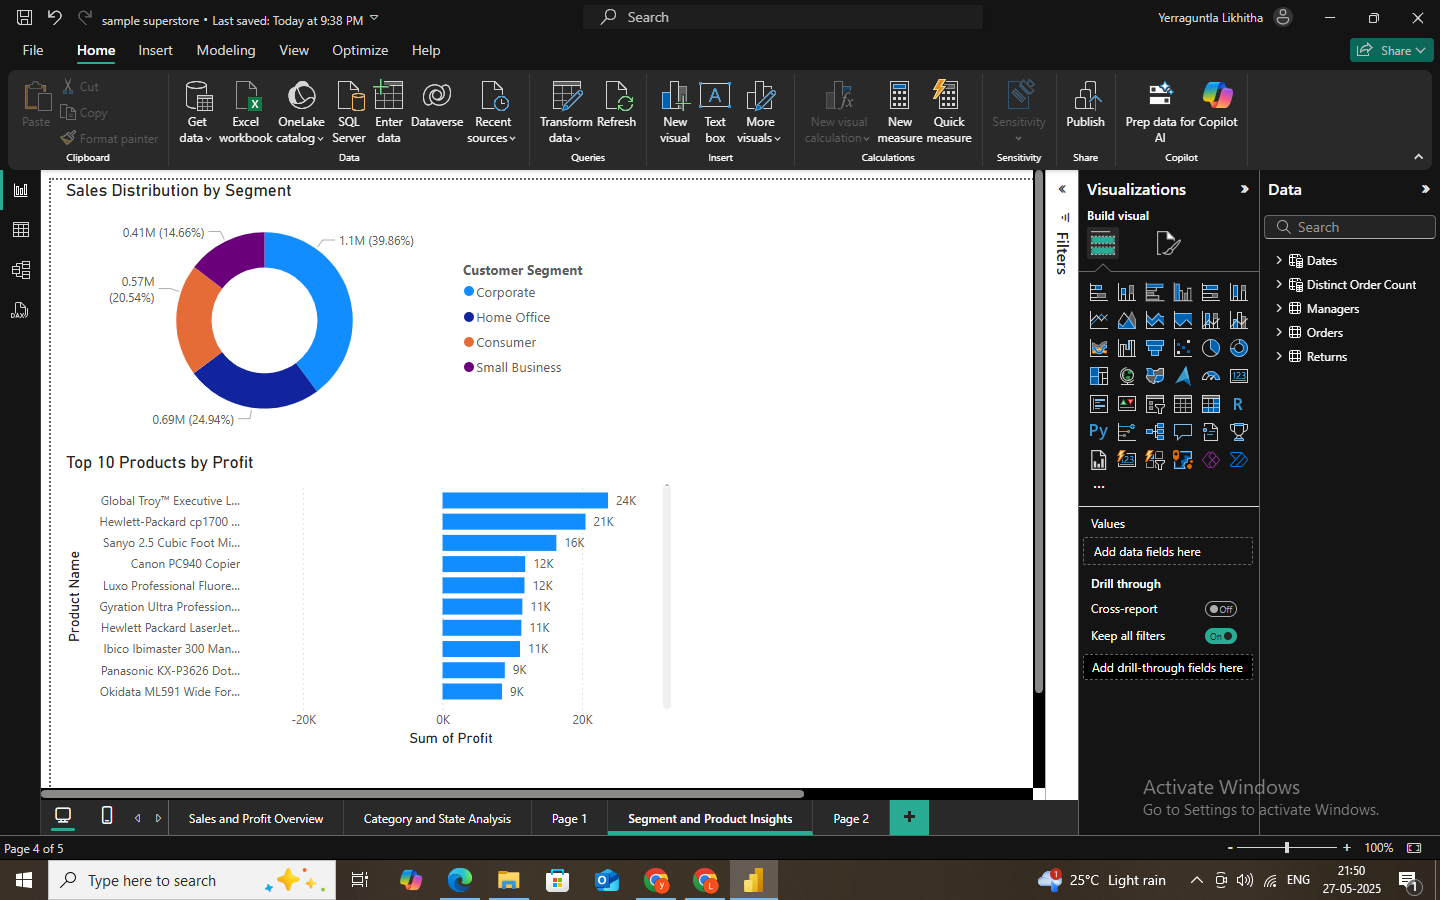 sample superstore • Last saved: Today at 9:38 PM
Search
Yerraguntla Likhitha
File
Home
Insert
Modeling
View
Optimize
Help
Share
Paste
Cut
Copy
Format painter
Clipboard
Get data
Excel workbook
OneLake catalog
SQL Server
Enter data
Dataverse
Recent sources
Data
Transform data
Refresh
Queries
New visual
Text box
More visuals
Insert
New visual calculation
New measure
Quick measure
Calculations
Sensitivity
Sensitivity
Publish
Share
Prep data for AI
Copilot
Copilot
Sales Distribution by Segment
0.41M (14.66%)
1.1M (39.86%)
0.57M
(20.54%)
0.69M (24.94%)
Customer Segment
Corporate
Home Office
Consumer
Small Business
Top 10 Products by Profit
Product Name
Global Troy™ Executive L... 24K
Hewlett-Packard cp1700 ... 21K
Sanyo 2.5 Cubic Foot Mi... 16K
Canon PC940 Copier 12K
Luxo Professional Fluore... 12K
Gyration Ultra Profession... 11K
Hewlett Packard LaserJet... 11K
Ibico Ibimaster 300 Man... 11K
Panasonic KX-P3626 Dot... 9K
Okidata ML591 Wide For... 9K
-20K 0K 20K
Sum of Profit
Filters
Visualizations
Build visual
R
Py
123
123
...
Values
Add data fields here
Drill through
Cross-report
Off
Keep all filters
On
Add drill-through fields here
Data
Search
Dates
Distinct Order Count
Managers
Orders
Returns
DAX
Activate Windows
Go to Settings to activate Windows.
Sales and Profit Overview
Category and State Analysis
Page 1
Segment and Product Insights
Page 2
+
Page 4 of 5
- + 100%
Type here to search
y
L
1
25°C Light rain
ENG
21:50
27-05-2025
1